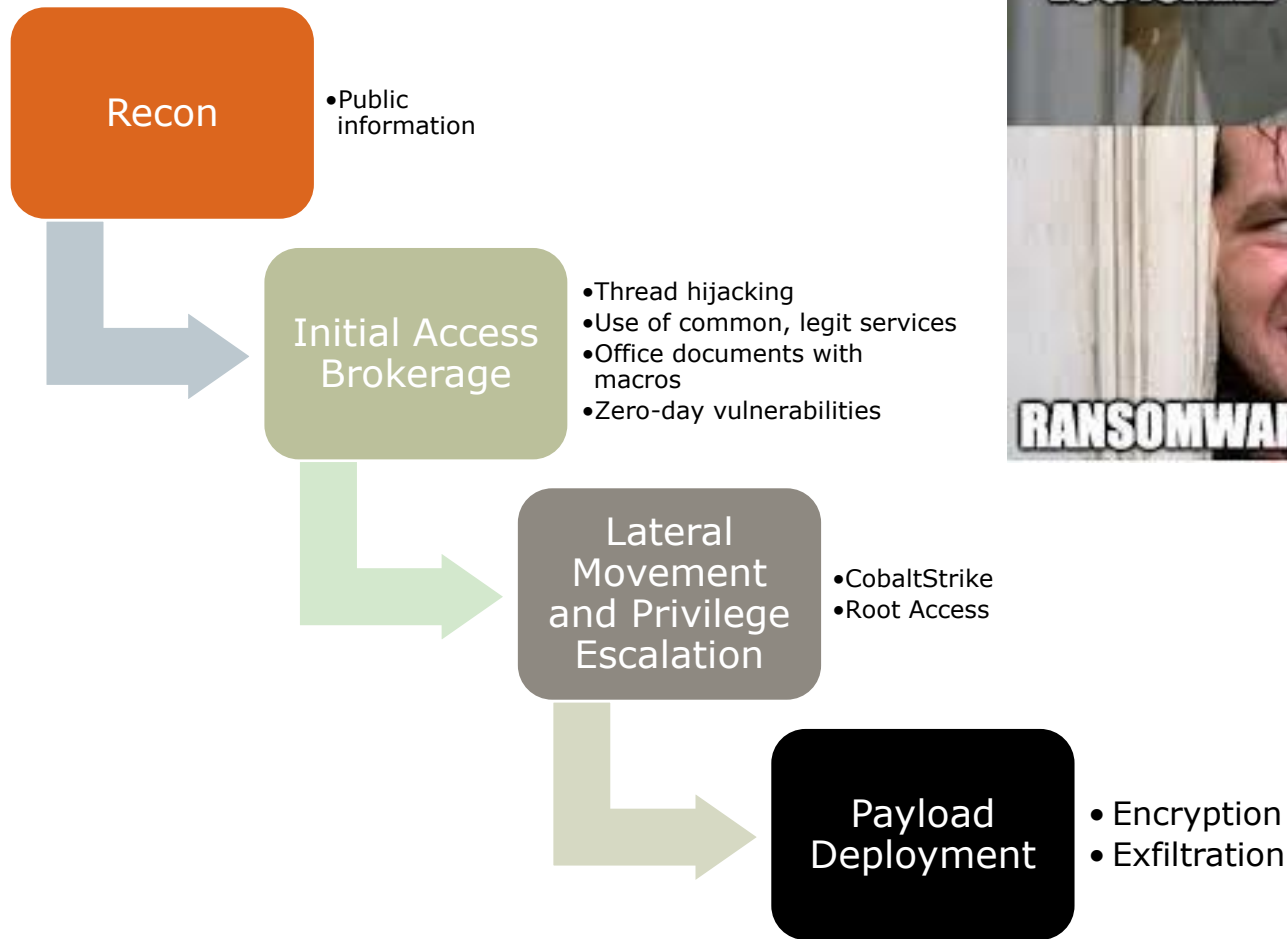 Recon
•Public
information
Initial Access
Brokerage
•Thread hijacking
•Use of common, legit services
•Office documents with
macros
•Zero-day vulnerabilities
Lateral
Movement
and Privilege
Escalation
•CobaltStrike
•Root Access
Payload
Deployment
• Encryption
• Exfiltration